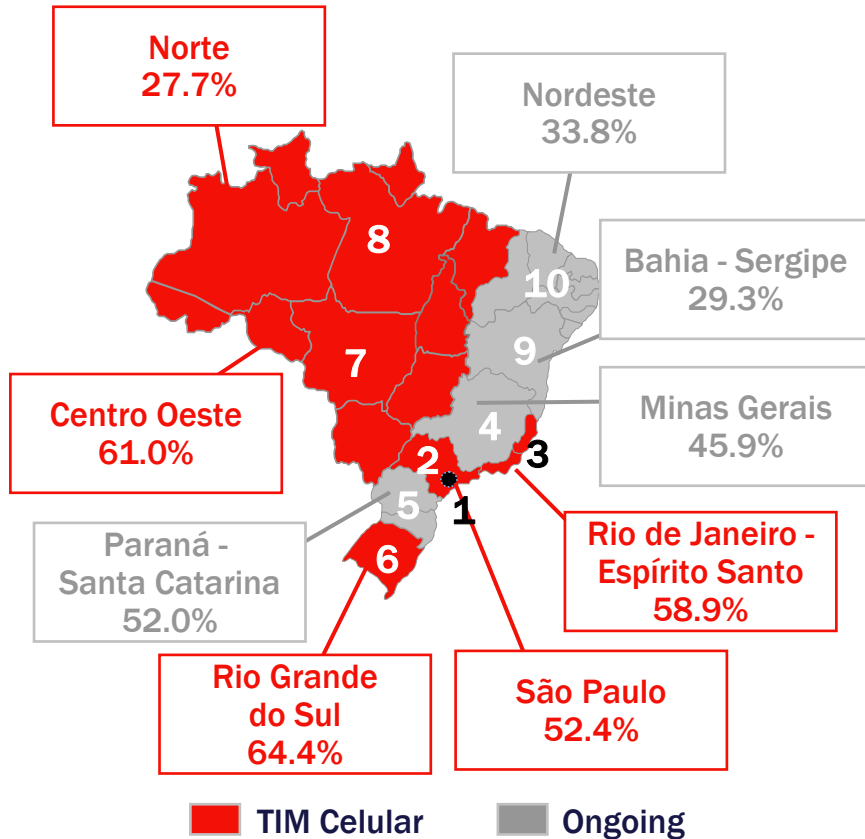 Norte
27.7%
Nordeste
33.8%
8
10
Bahia - Sergipe
29.3%
9
7
Centro Oeste
61.0%
Minas Gerais
45.9%
4
3
2
1
5
Paraná -
Santa Catarina
52.0%
6
Rio de Janeiro -
Espírito Santo
58.9%
Rio Grande
do Sul
64.4%
São Paulo
52.4%
TIM Celular
Ongoing